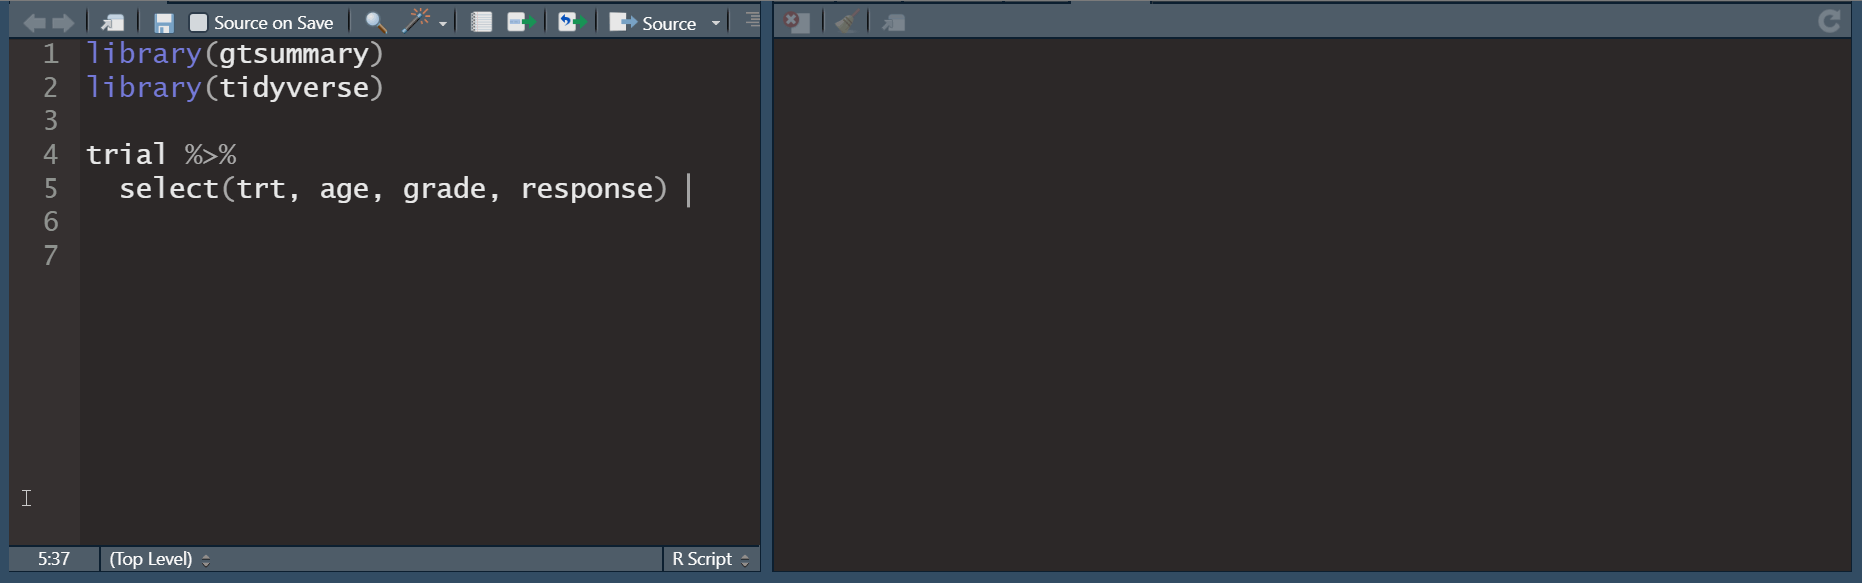 Source on Save
Source
1 library(gtsummary)
2 library(tidyverse)
3
4 trial %>%
5   select(trt, age, grade, response)
6
7
5:37 (Top Level) R Script